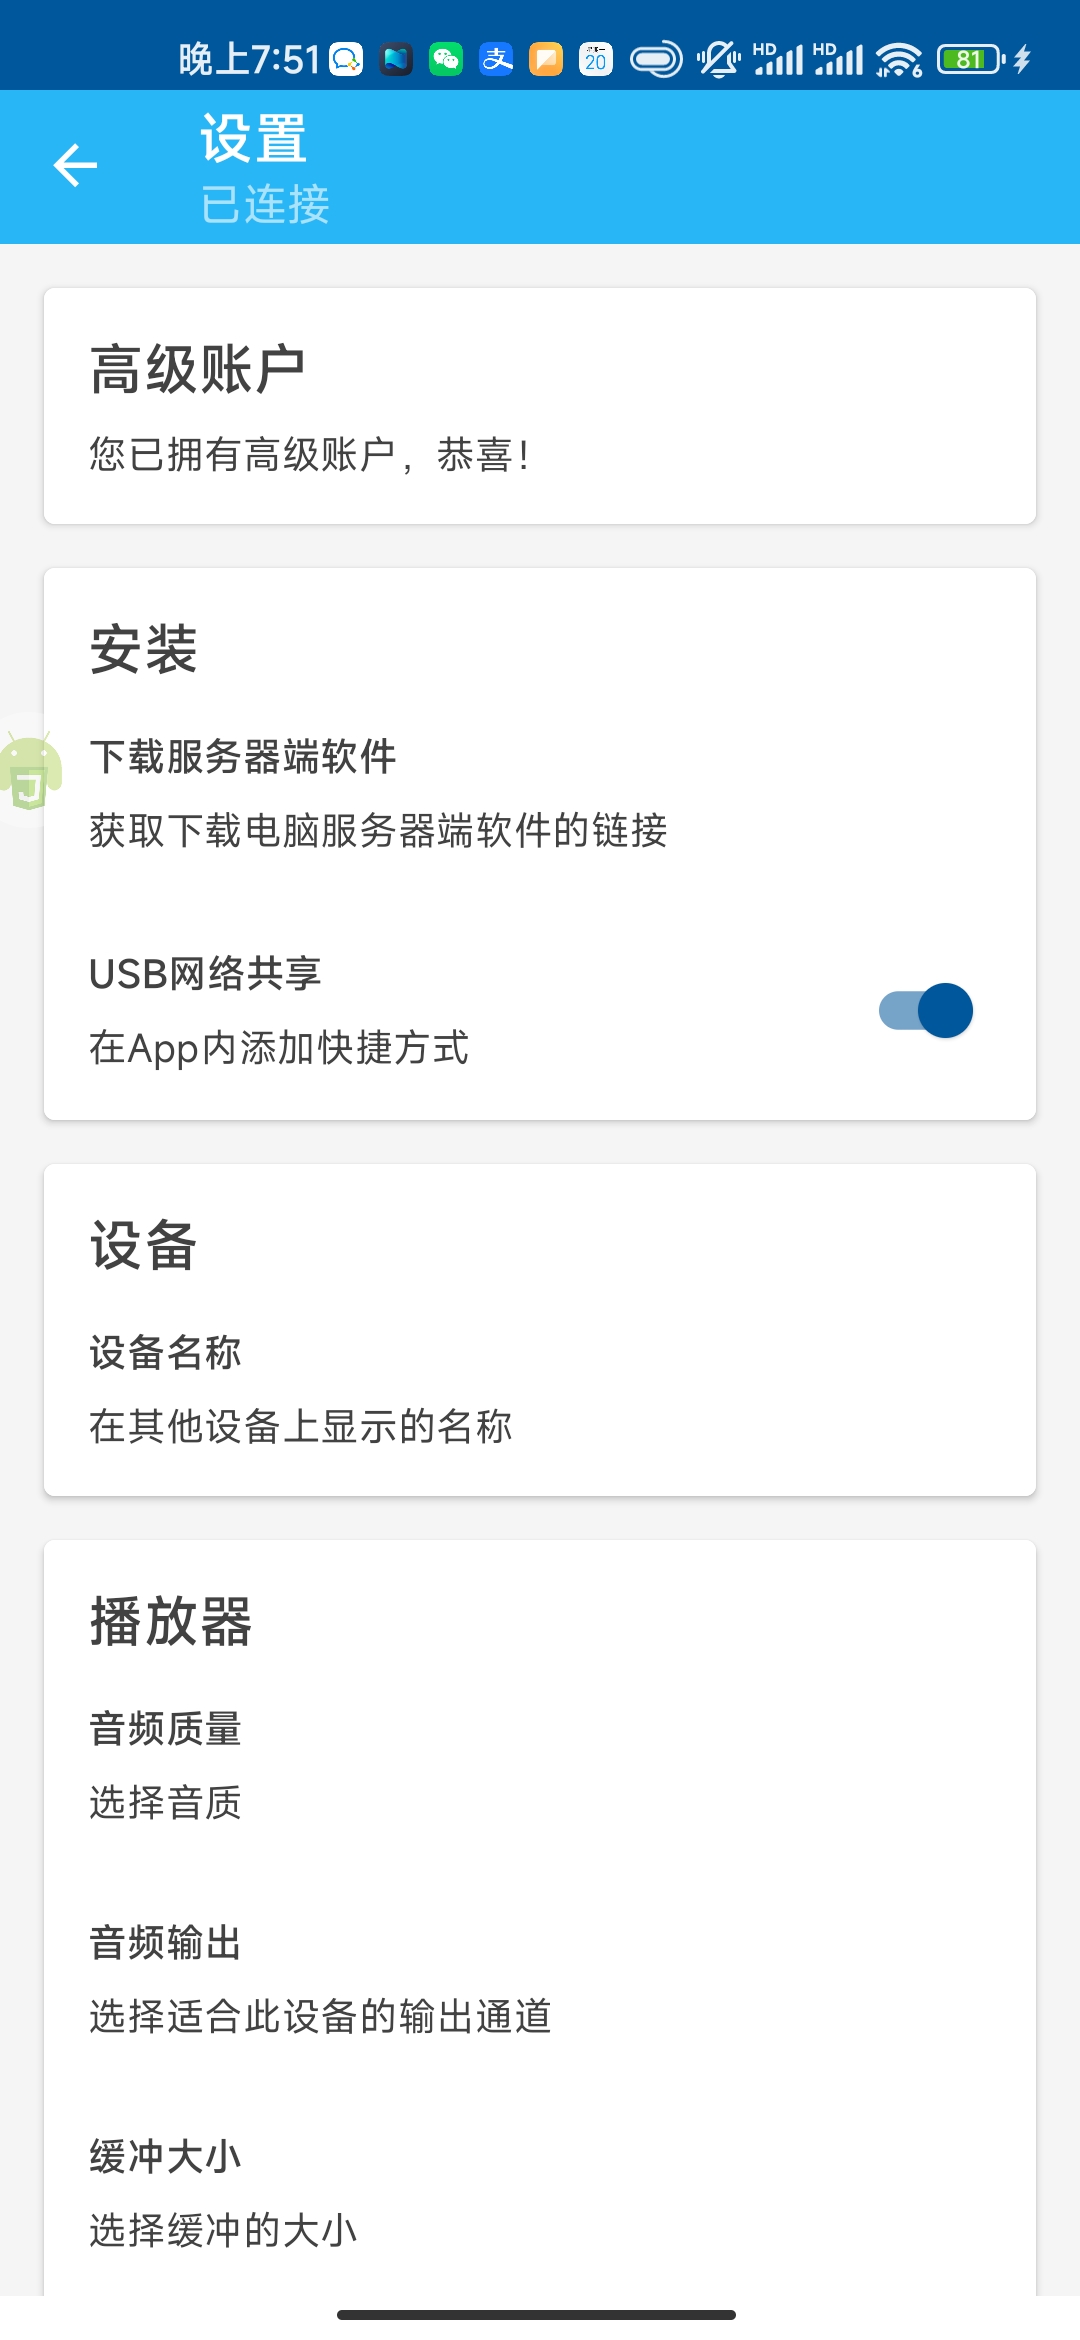 晚上7:51
20
HD HD
6
81
设置
已连接
高级账户
您已拥有高级账户，恭喜！
安装
下载服务器端软件
获取下载电脑服务器端软件的链接
USB网络共享
在App内添加快捷方式
设备
设备名称
在其他设备上显示的名称
播放器
音频质量
选择音质
音频输出
选择适合此设备的输出通道
缓冲大小
选择缓冲的大小